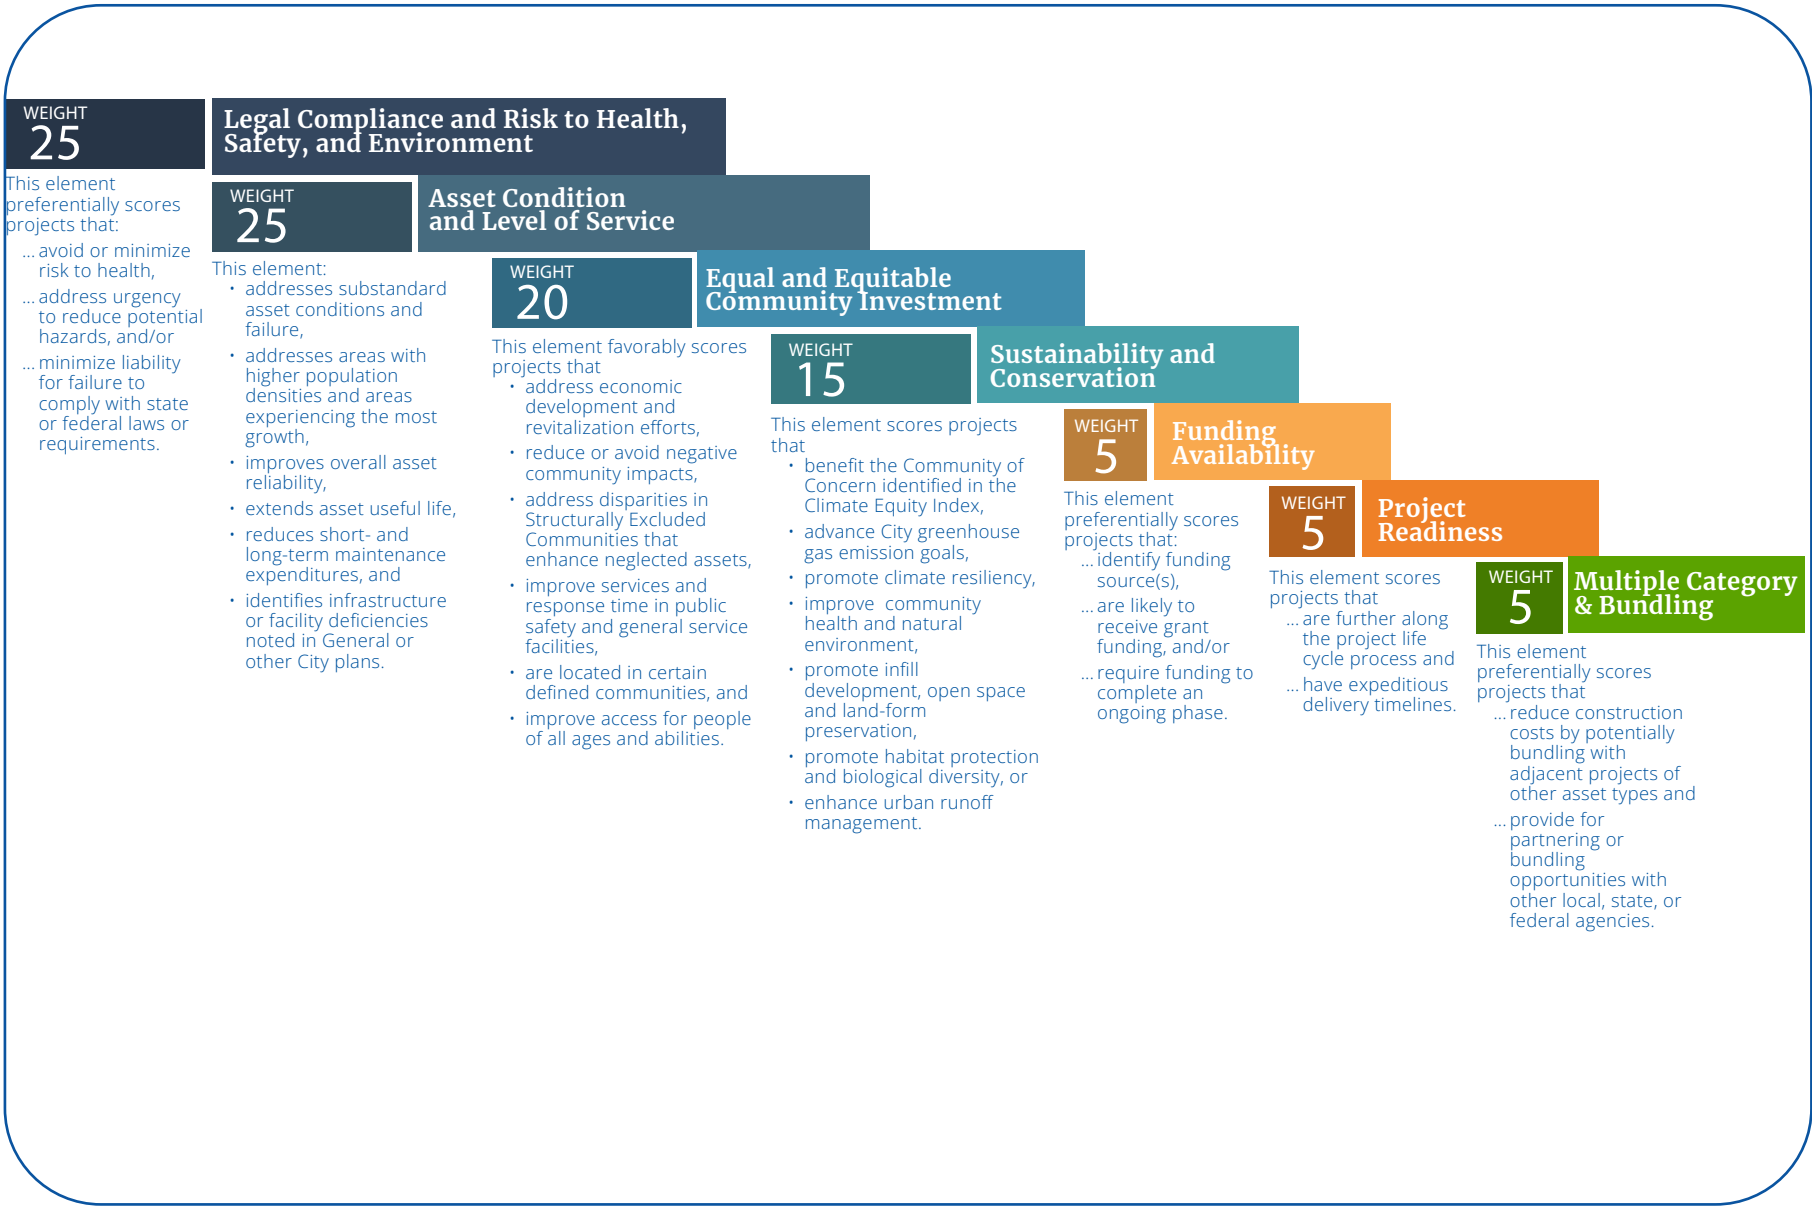 WEIGHT
25
Legal Compliance and Risk to Health,
Safety, and Environment
This element
preferentially scores
projects that:
... avoid or minimize
risk to health,
... address urgency
to reduce potential
hazards, and/or
... minimize liability
for failure to
comply with state
or federal laws or
requirements.
WEIGHT
25
Asset Condition
and Level of Service
This element:
• addresses substandard
asset conditions and
failure,
• addresses areas with
higher population
densities and areas
experiencing the most
growth,
• improves overall asset
reliability,
• extends asset useful life,
• reduces short- and
long-term maintenance
expenditures, and
• identifies infrastructure
or facility deficiencies
noted in General or
other City plans.
WEIGHT
20
Equal and Equitable
Community Investment
This element favorably scores
projects that
• address economic
development and
revitalization efforts,
• reduce or avoid negative
community impacts,
• address disparities in
Structurally Excluded
Communities that
enhance neglected assets,
• improve services and
response time in public
safety and general service
facilities,
• are located in certain
defined communities, and
• improve access for people
of all ages and abilities.
WEIGHT
15
Sustainability and
Conservation
This element scores projects
that
• benefit the Community of
Concern identified in the
Climate Equity Index,
• advance City greenhouse
gas emission goals,
• promote climate resiliency,
• improve community
health and natural
environment,
• promote infill
development, open space
and land-form
preservation,
• promote habitat protection
and biological diversity, or
• enhance urban runoff
management.
WEIGHT
5
Funding
Availability
This element
preferentially scores
projects that:
... identify funding
source(s),
... are likely to
receive grant
funding, and/or
... require funding to
complete an
ongoing phase.
WEIGHT
5
Project
Readiness
This element scores
projects that
... are further along
the project life
cycle process and
... have expeditious
delivery timelines.
WEIGHT
5
Multiple Category
& Bundling
This element
preferentially scores
projects that
... reduce construction
costs by potentially
bundling with
adjacent projects of
other asset types and
... provide for
partnering or
bundling
opportunities with
other local, state, or
federal agencies.